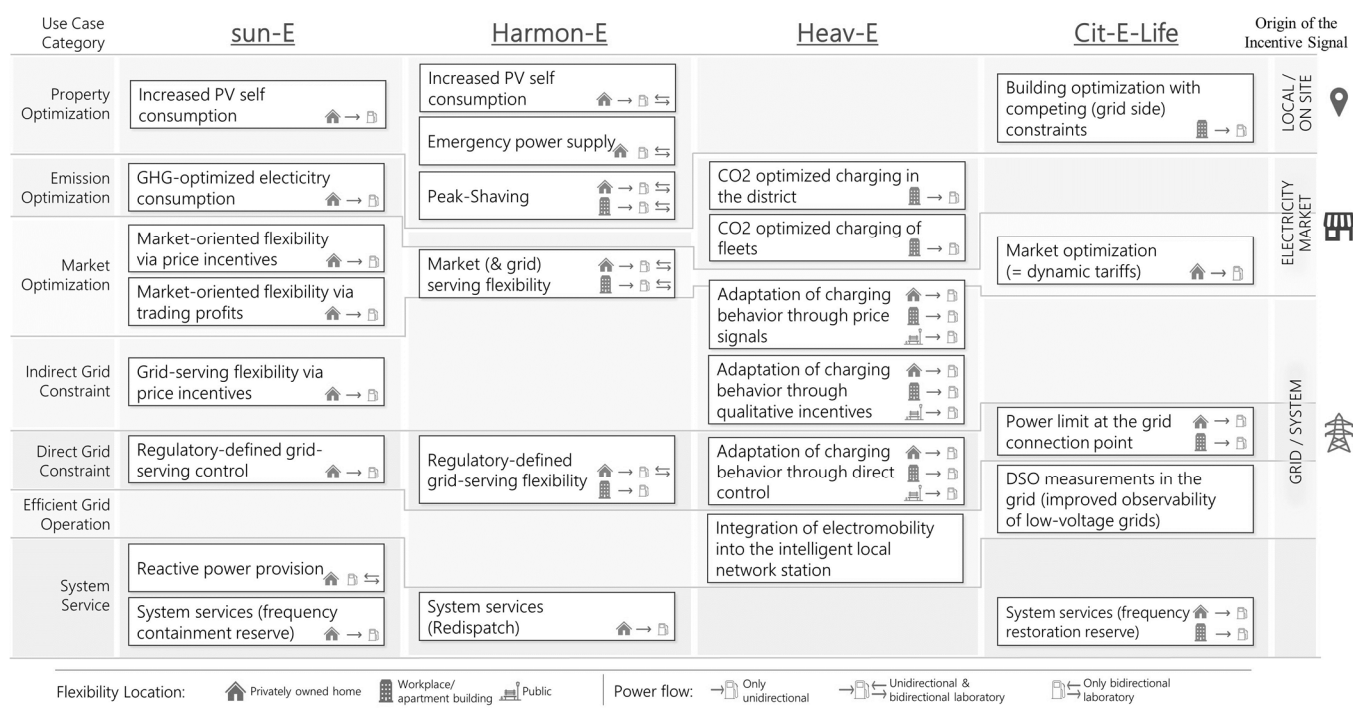 Use Case
Category
sun-E
Harmon-E
Heav-E
Cit-E-Life
Origin of the
Incentive Signal
Property
Optimization
Increased PV self
consumption
Increased PV self
consumption
Emergency power supply
Peak-Shaving
Building optimization with
competing (grid side)
constraints
LOCAL /
ON SITE
Emission
Optimization
GHG-optimized electicitry
consumption
CO2 optimized charging in
the district
CO2 optimized charging of
fleets
ELECTRICITY
MARKET
Market
Optimization
Market-oriented flexibility
via price incentives
Market-oriented flexibility via
trading profits
Market (& grid)
serving flexibility
Market optimization
(= dynamic tariffs)
Adaptation of charging
behavior through price
signals
Indirect Grid
Constraint
Grid-serving flexibility via
price incentives
Adaptation of charging
behavior through
qualitative incentives
GRID / SYSTEM
Direct Grid
Constraint
Regulatory-defined grid-
serving control
Regulatory-defined
grid-serving flexibility
Adaptation of charging
behavior through direct
control
Power limit at the grid
connection point
Efficient Grid
Operation
Integration of electromobility
into the intelligent local
network station
DSO measurements in the
grid (improved observability
of low-voltage grids)
System
Service
Reactive power provision
System services (frequency
containment reserve)
System services
(Redispatch)
System services (frequency
restoration reserve)
Flexibility Location:
Privately owned home
Workplace/
apartment building
Public
Power flow:
Only
unidirectional
Unidirectional &
bidirectional laboratory
Only bidirectional
laboratory